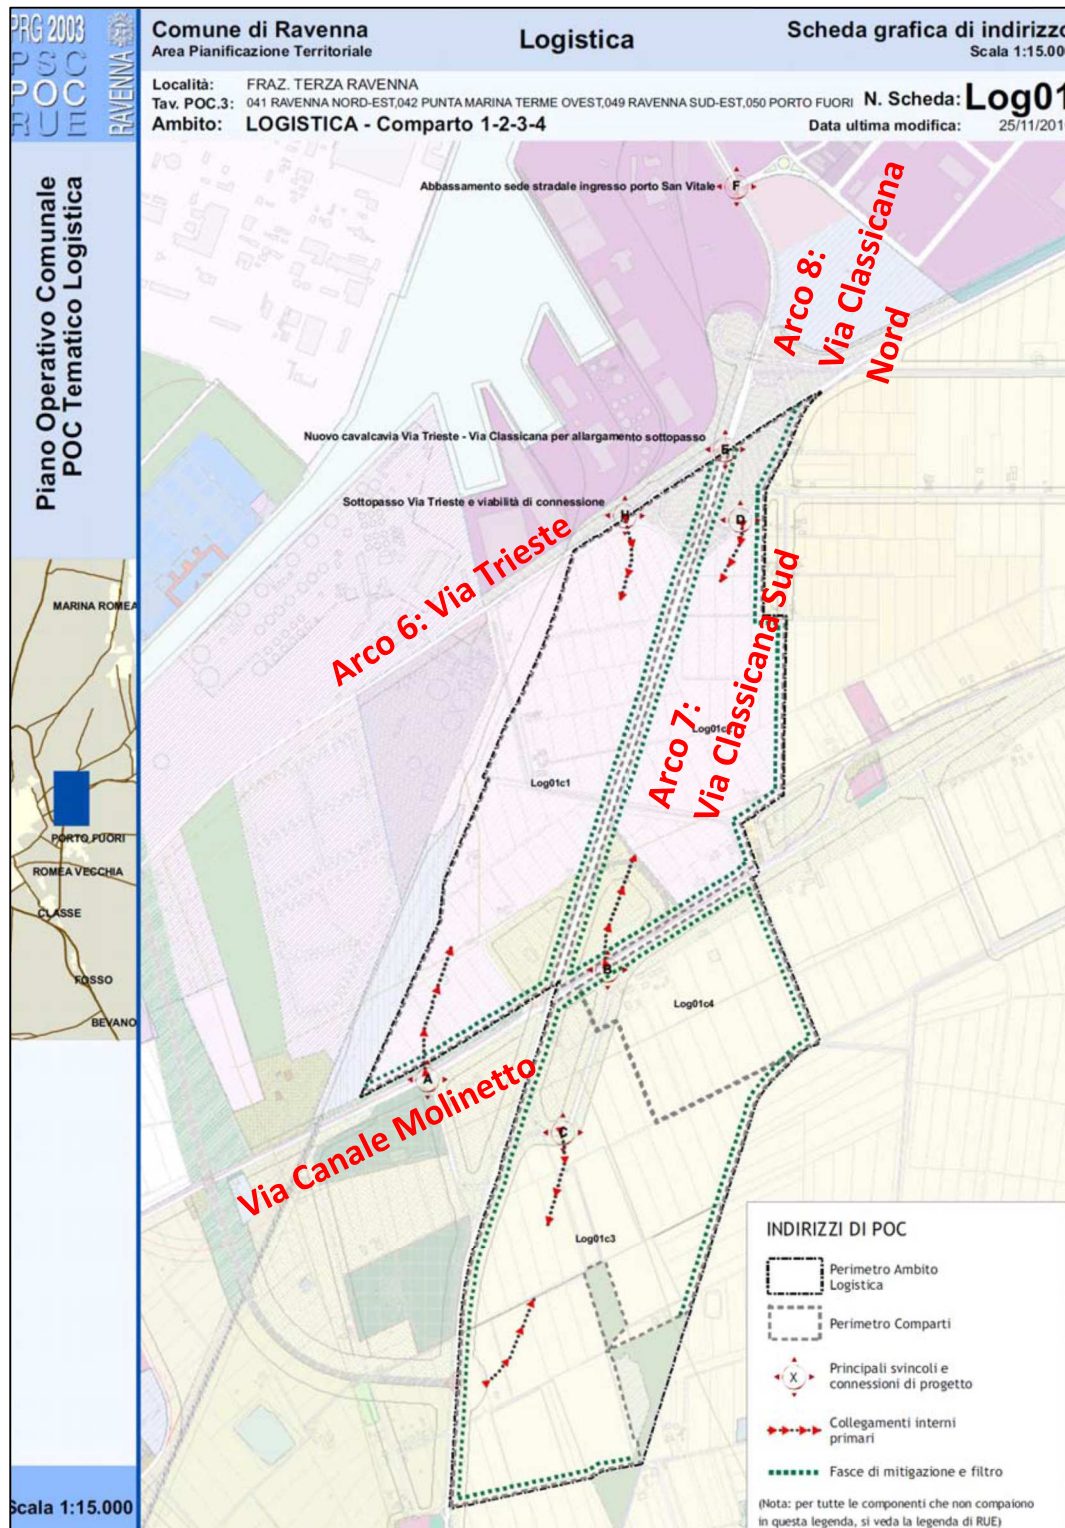 PRG 2003
PSC
POC
RUE
RAVENNA
Comune di Ravenna
Area Pianificazione Territoriale
Logistica
Scheda grafica di indirizzo
Scala 1:15.00
Località: FRAZ. TERZA RAVENNA
Tav. POC.3: 041 RAVENNA NORD-EST,042 PUNTA MARINA TERME OVEST,049 RAVENNA SUD-EST,050 PORTO FUORI
N. Scheda: Log01
Ambito: LOGISTICA - Comparto 1-2-3-4
Data ultima modifica: 25/11/201
Piano Operativo Comunale
POC Tematico Logistica
MARINA ROMEA
PORTO FUORI
ROMEA VECCHIA
CLASSE
FOSSO
BEVANO
Scala 1:15.000
Abbassamento sede stradale ingresso porto San Vitale
F
Arco 8:
Via Classicana
Nord
Nuovo cavalcavia Via Trieste - Via Classicana per allargamento sottopasso
E
Sottopasso Via Trieste e viabilità di connessione
H
D
Arco 6: Via Trieste
Arco 7:
Via Classicana Sud
Log01c
Log01c1
B
Log01c4
A
Via Canale Molinetto
C
Log01c3
INDIRIZZI DI POC
Perimetro Ambito
Logistica
Perimetro Comparti
X
Principali svincoli e
connessioni di progetto
Collegamenti interni
primari
Fasce di mitigazione e filtro
(Nota: per tutte le componenti che non compaiono
in questa legenda, si veda la legenda di RUE)